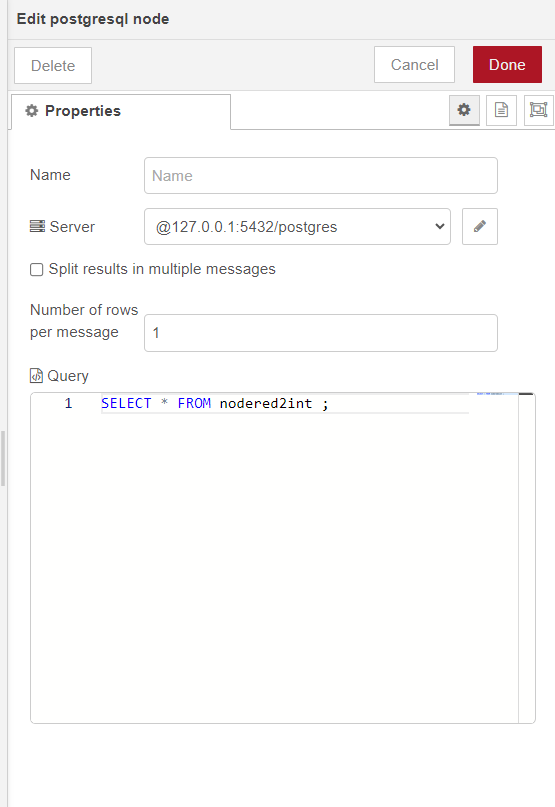 Edit postgresql node
Delete
Cancel
Done
Properties
Name
Name
Server
@127.0.0.1:5432/postgres
Split results in multiple messages
Number of rows
per message
1
Query
1 SELECT * FROM nodered2int ;